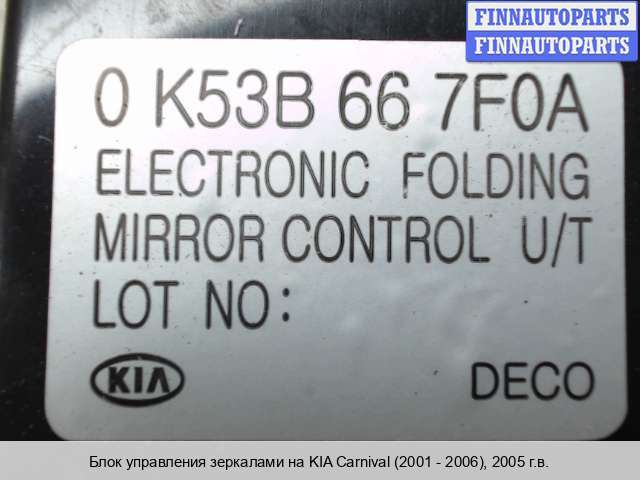 FINNAUTOPARTS
FINNAUTOPARTS
0 K53B 66 7F0A
ELECTRONIC FOLDING
MIRROR CONTROL U/T
LOT NO:
KIA DECO
Блок управления зеркалами на KIA Carnival (2001 - 2006), 2005 г.в.